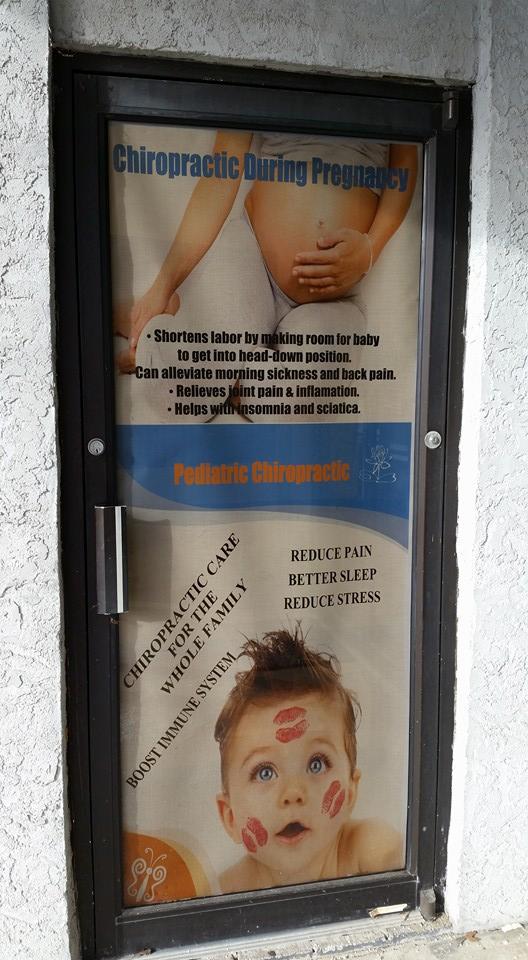 Chiropractic During Pregnancy
• Shortens labor by making room for baby
to get into head-down position.
• Can alleviate morning sickness and back pain.
• Relieves joint pain & inflamation.
• Helps with insomnia and sciatica.
Pediatric Chiropractic
CHIROPRACTIC CARE
FOR THE
WHOLE FAMILY
BOOST IMMUNE SYSTEM
REDUCE PAIN
BETTER SLEEP
REDUCE STRESS